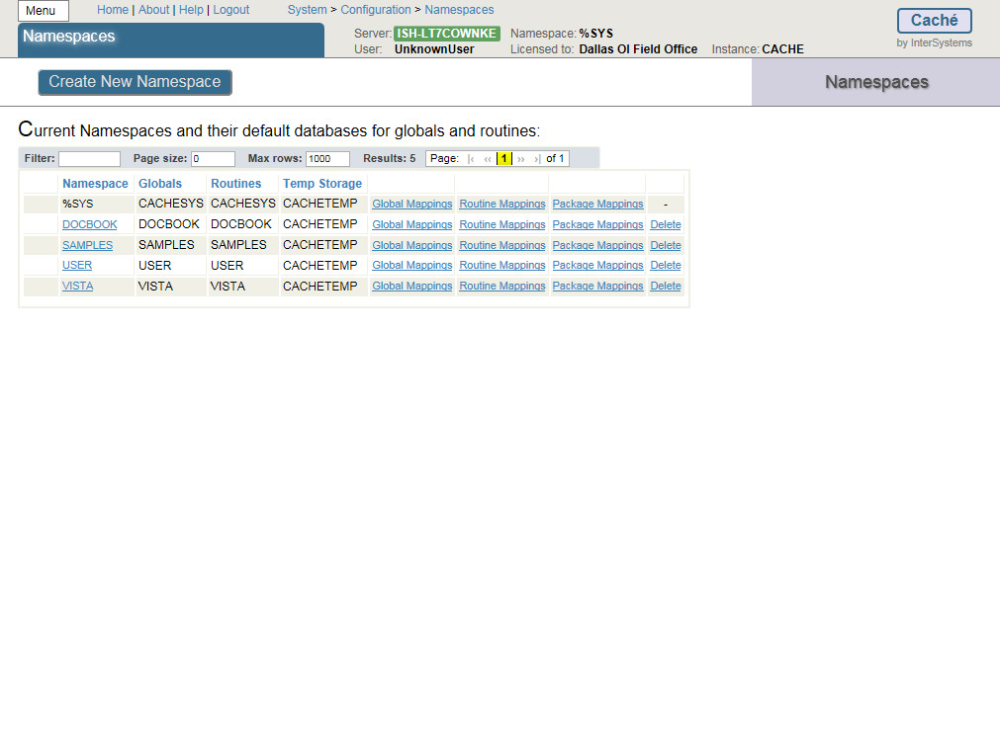 Menu Home | About | Help | Logout System > Configuration > Namespaces
Namespaces
Server: ISH-LT7COWNKE Namespace: %SYS
User: UnknownUser Licensed to: Dallas OI Field Office Instance: CACHE
Caché
by InterSystems
Create New Namespace
Namespaces
Current Namespaces and their default databases for globals and routines:
Filter: Page size: 0 Max rows: 1000 Results: 5 Page: |‹ ‹‹ 1 ›› ›| of 1
Namespace Globals Routines Temp Storage
%SYS CACHESYS CACHESYS CACHETEMP Global Mappings Routine Mappings Package Mappings -
DOCBOOK DOCBOOK DOCBOOK CACHETEMP Global Mappings Routine Mappings Package Mappings Delete
SAMPLES SAMPLES SAMPLES CACHETEMP Global Mappings Routine Mappings Package Mappings Delete
USER USER USER CACHETEMP Global Mappings Routine Mappings Package Mappings Delete
VISTA VISTA VISTA CACHETEMP Global Mappings Routine Mappings Package Mappings Delete